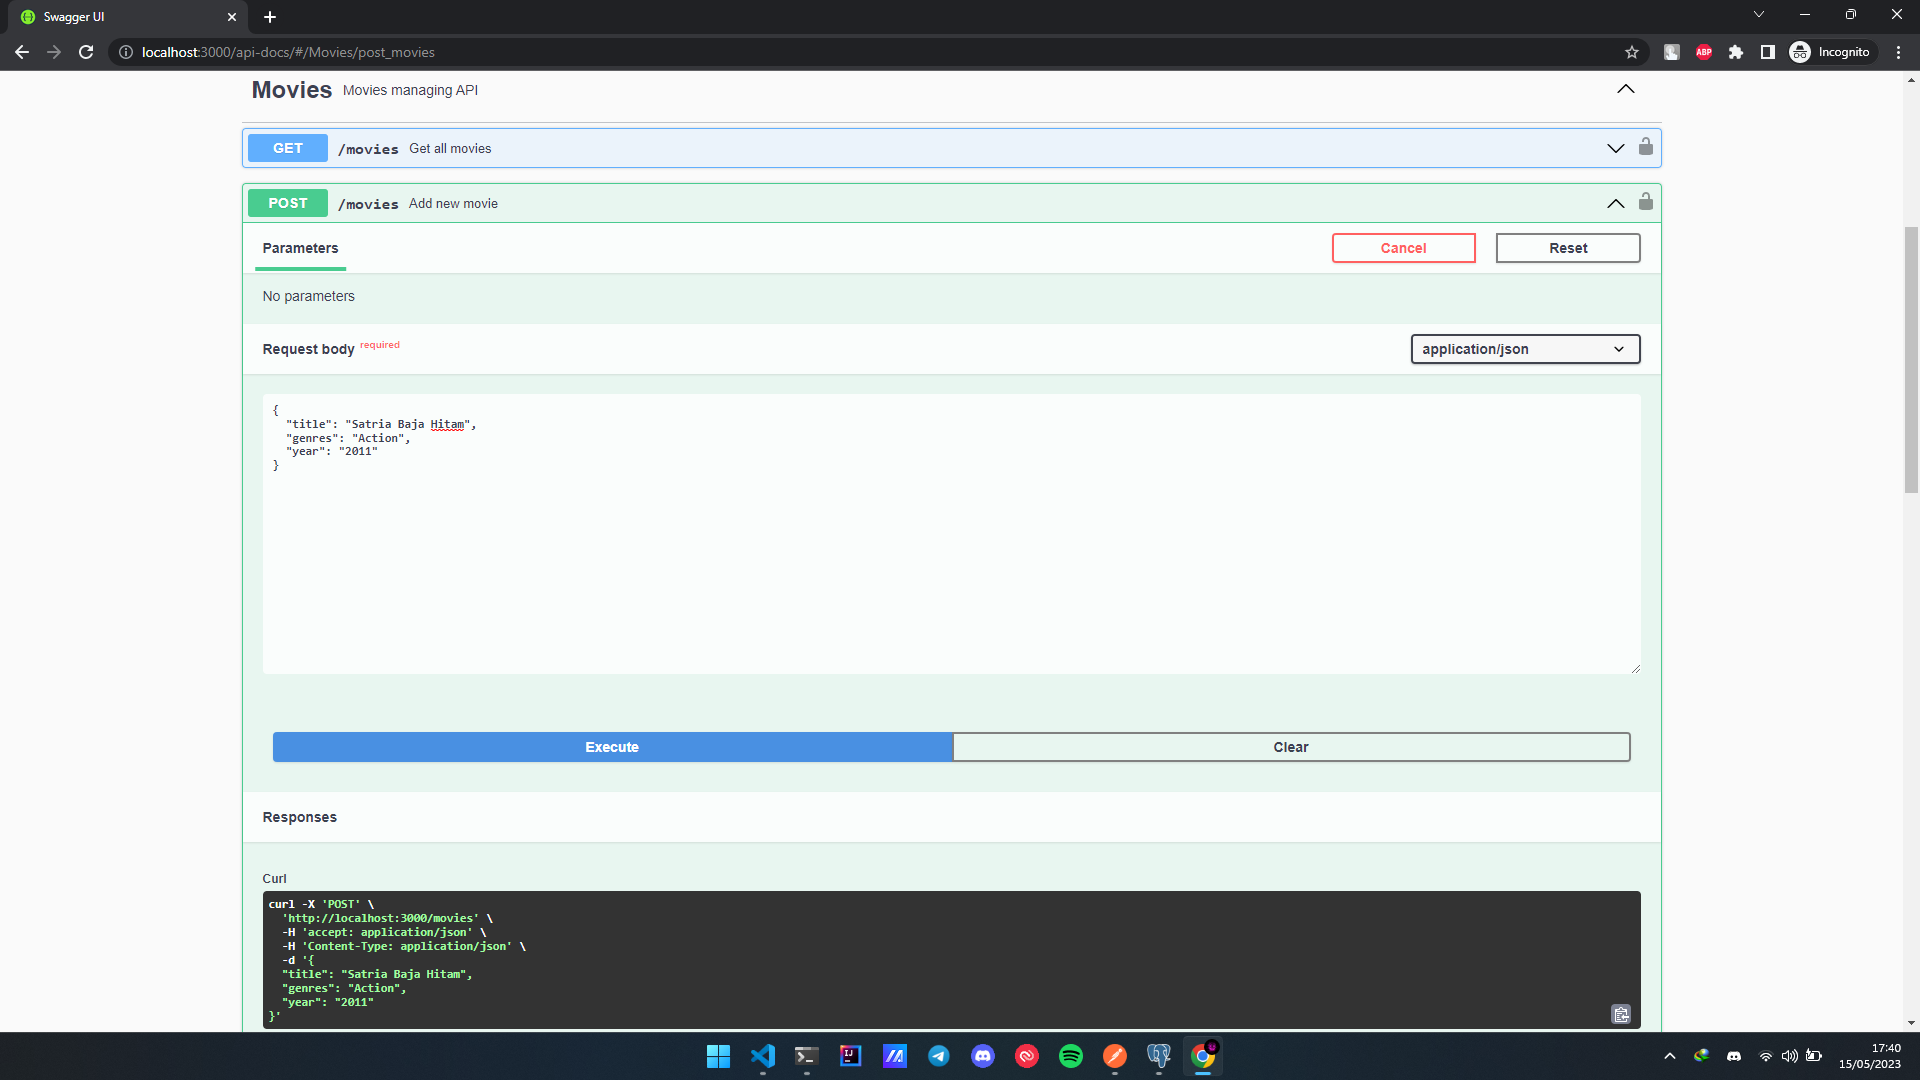 Swagger UI
localhost:3000/api-docs/#/Movies/post_movies
ABP
Incognito
Movies Movies managing API
GET /movies Get all movies
POST /movies Add new movie
Parameters
Cancel
Reset
No parameters
Request body required
application/json
{
"title": "Satria Baja Hitam",
"genres": "Action",
"year": "2011"
}
Execute
Clear
Responses
Curl
curl -X 'POST' \
'http://localhost:3000/movies' \
-H 'accept: application/json' \
-H 'Content-Type: application/json' \
-d '{
"title": "Satria Baja Hitam",
"genres": "Action",
"year": "2011"
}'
IJ
17:40
15/05/2023